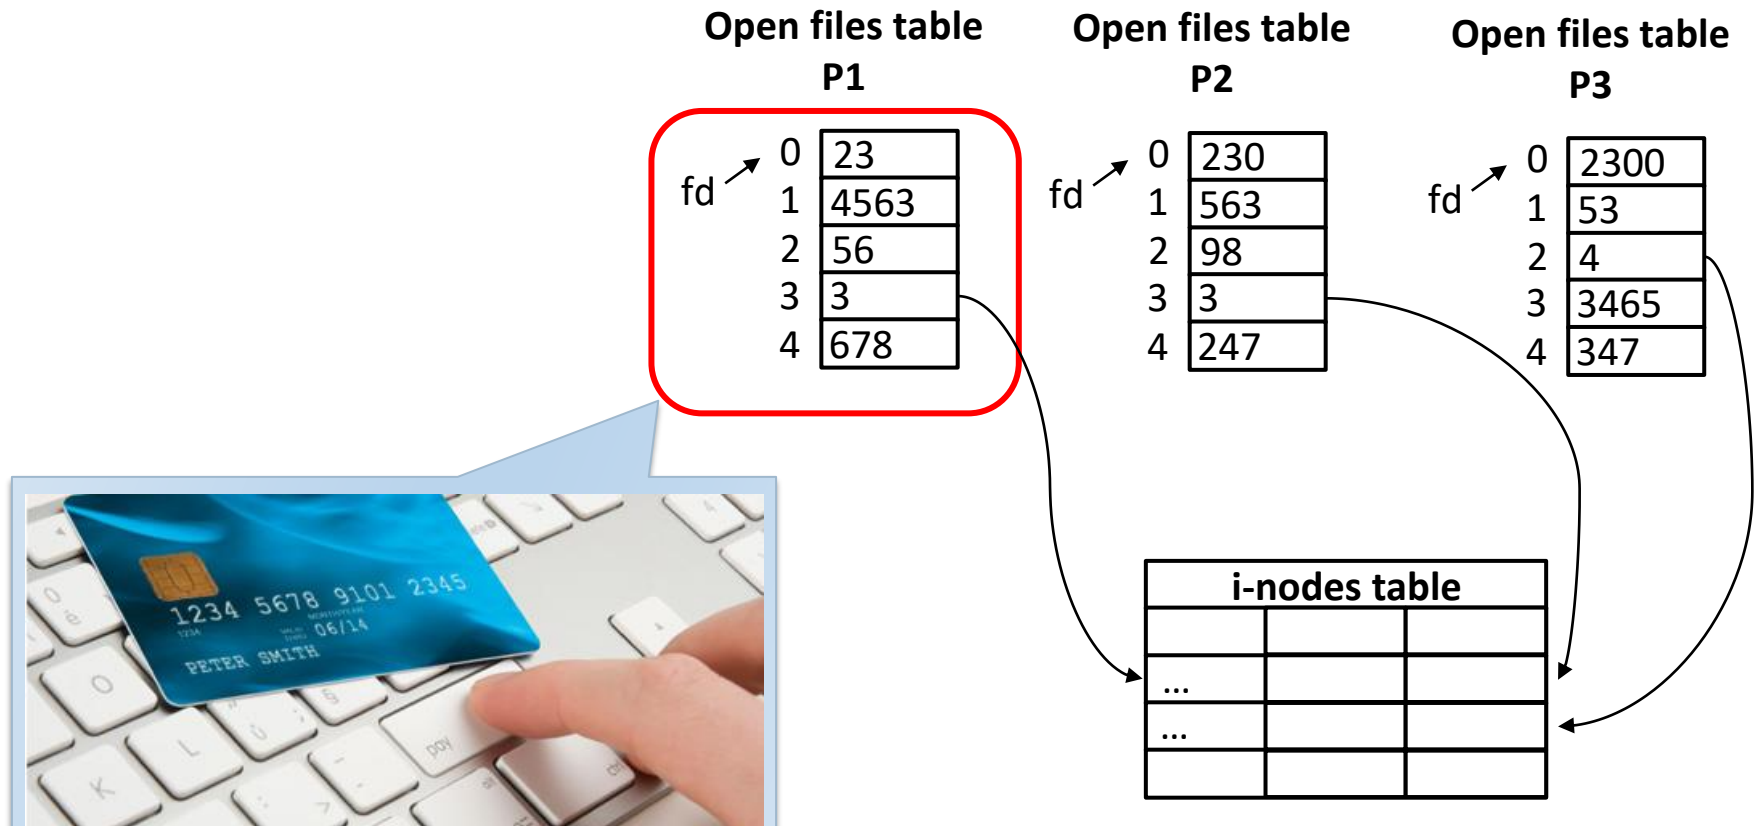 Open files table
P1
Open files table
P2
Open files table
P3
fd
0 23
1 4563
2 56
3 3
4 678
fd
0 230
1 563
2 98
3 3
4 247
fd
0 2300
1 53
2 4
3 3465
4 347
i-nodes table
...
...
1234 5678 9101 2345
1234
06/14
PETER SMITH
O
L
K
pay